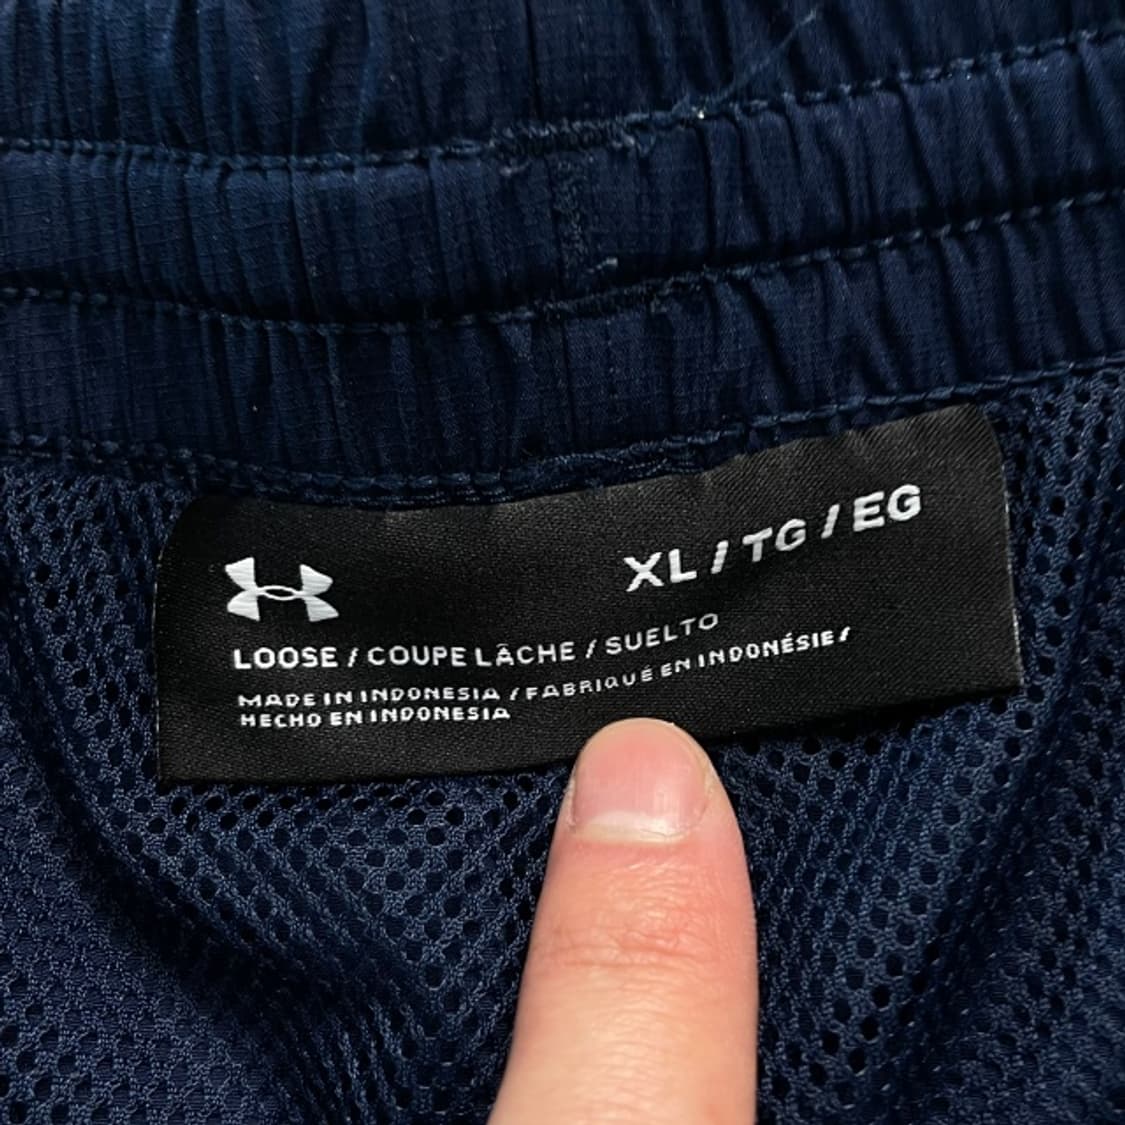 XL / TG / EG
LOOSE / COUPE LÂCHE / SUELTO
MADE IN INDONESIA / FABRIQUÉ EN INDONÉSIE /
HECHO EN INDONESIA